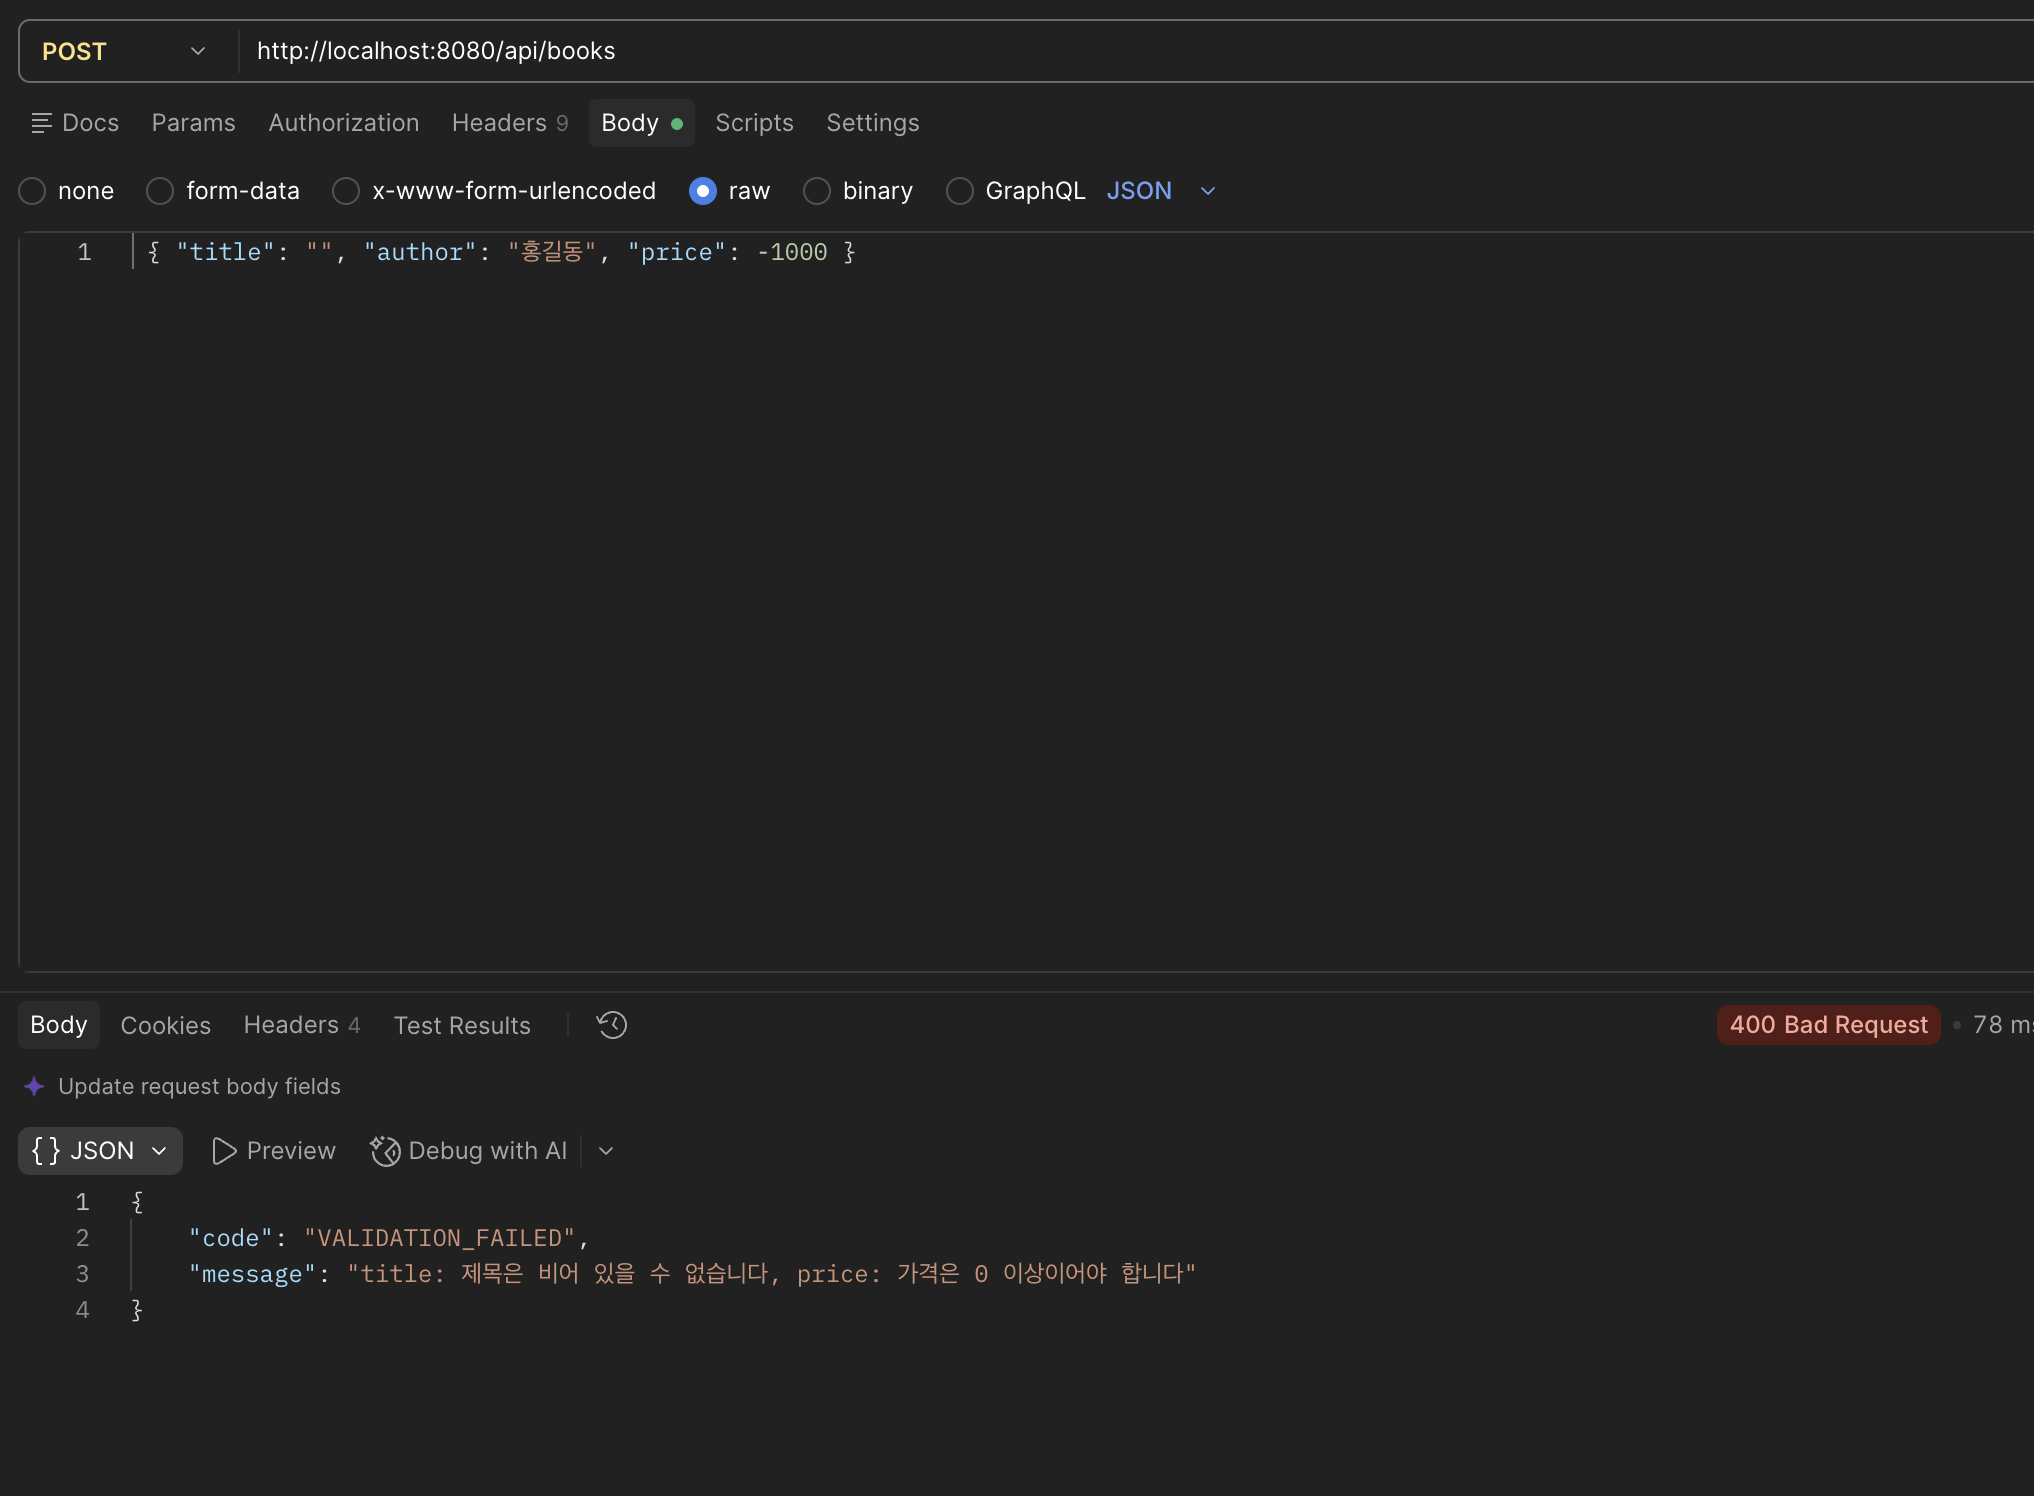 POST http://localhost:8080/api/books
Docs Params Authorization Headers 9 Body Scripts Settings
none form-data x-www-form-urlencoded raw binary GraphQL JSON
1 { "title": "", "author": "홍길동", "price": -1000 }
Body Cookies Headers 4 Test Results 400 Bad Request • 78 ms
Update request body fields
{} JSON Preview Debug with AI
1 {
2 "code": "VALIDATION_FAILED",
3 "message": "title: 제목은 비어 있을 수 없습니다, price: 가격은 0 이상이어야 합니다"
4 }